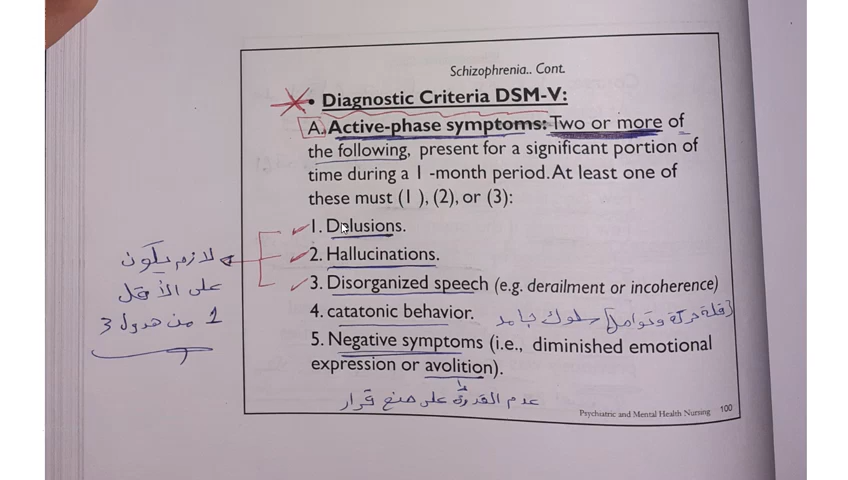 Schizophrenia.. Cont.
• Diagnostic Criteria DSM-V:
A. Active-phase symptoms: Two or more of
the following, present for a significant portion of
time during a 1 -month period. At least one of
these must (1 ), (2), or (3):
1. Delusions.
2. Hallucinations.
3. Disorganized speech (e.g. derailment or incoherence)
4. catatonic behavior. سلوك جامد (قلة حركة وتواصل)
5. Negative symptoms (i.e., diminished emotional
expression or avolition).
عدم القدرة على صنع قرار
لازم يكون
على الأقل
1 من هدول 3
Psychiatric and Mental Health Nursing 100